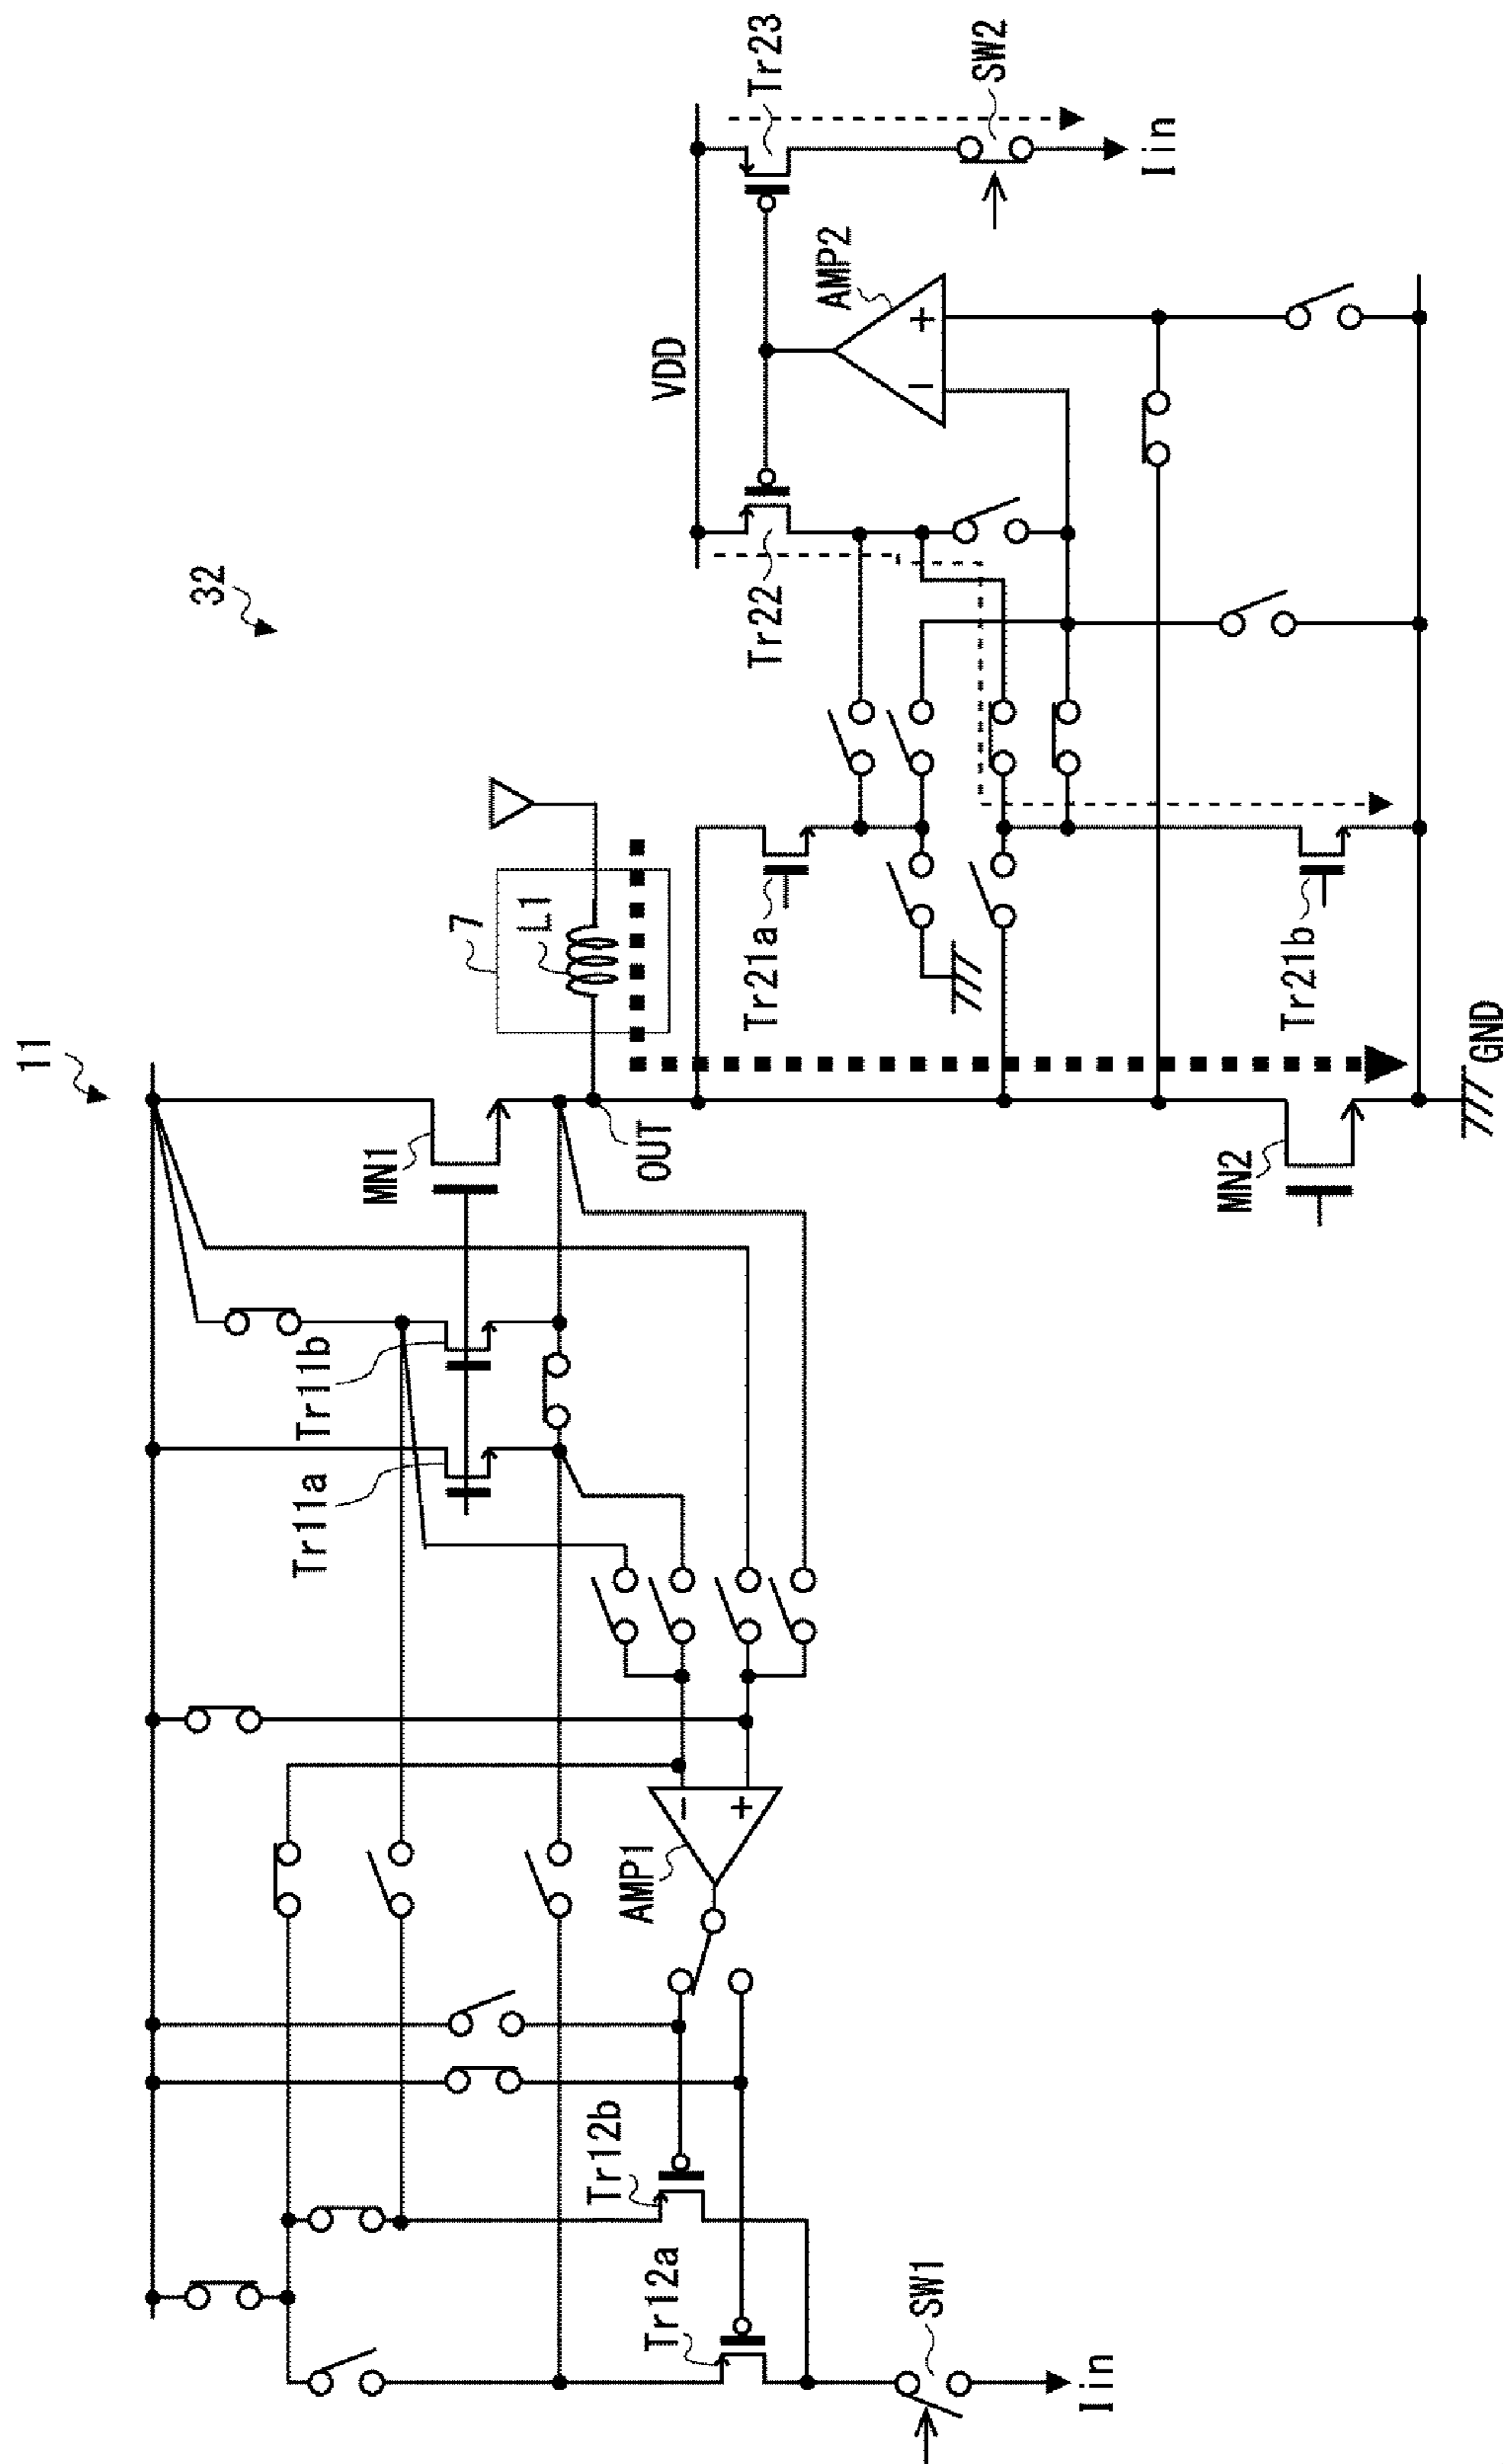 11
32
MN1
Tr11b
Tr11a
7
L1
OUT
VDD
Tr23
SW2
Iin
AMP2
+
−
Tr22
Tr21a
Tr21b
MN2
GND
AMP1
−
+
Tr12b
Tr12a
SW1
Iin